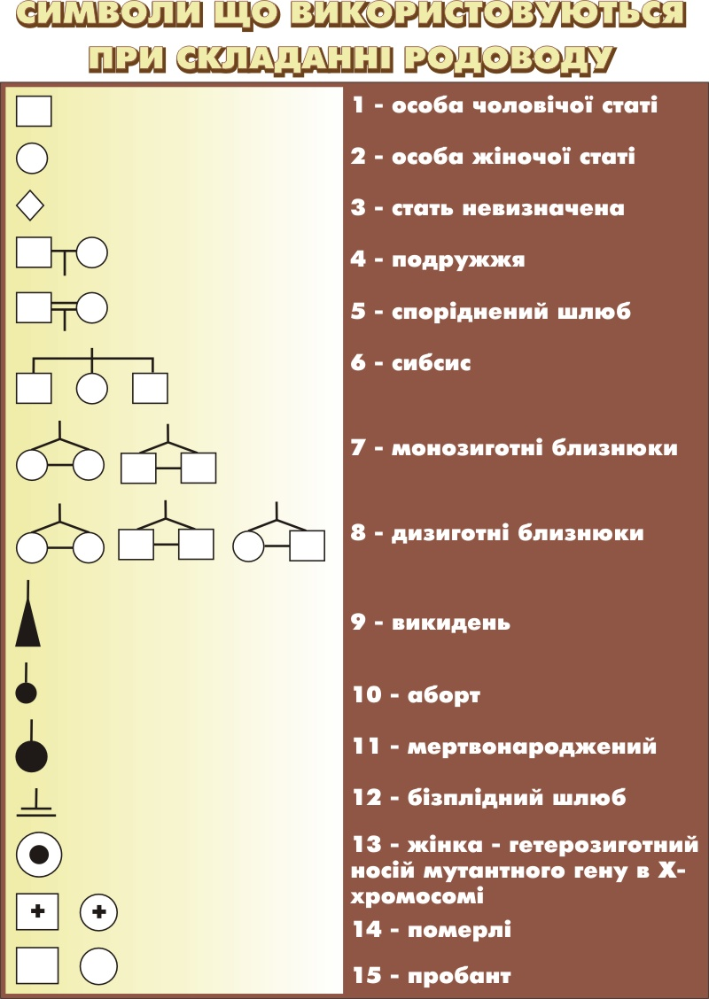 СИМВОЛИ ЩО ВИКОРИСТОВУЮТЬСЯ
ПРИ СКЛАДАННІ РОДОВОДУ
1 - особа чоловічої статі
2 - особа жіночої статі
3 - стать невизначена
4 - подружжя
5 - споріднений шлюб
6 - сибсис
7 - монозиготні близнюки
8 - дизиготні близнюки
9 - викидень
10 - аборт
11 - мертвонароджений
12 - бізплідний шлюб
13 - жінка - гетерозиготний
носій мутантного гену в Х-
хромосомі
14 - померлі
15 - пробант